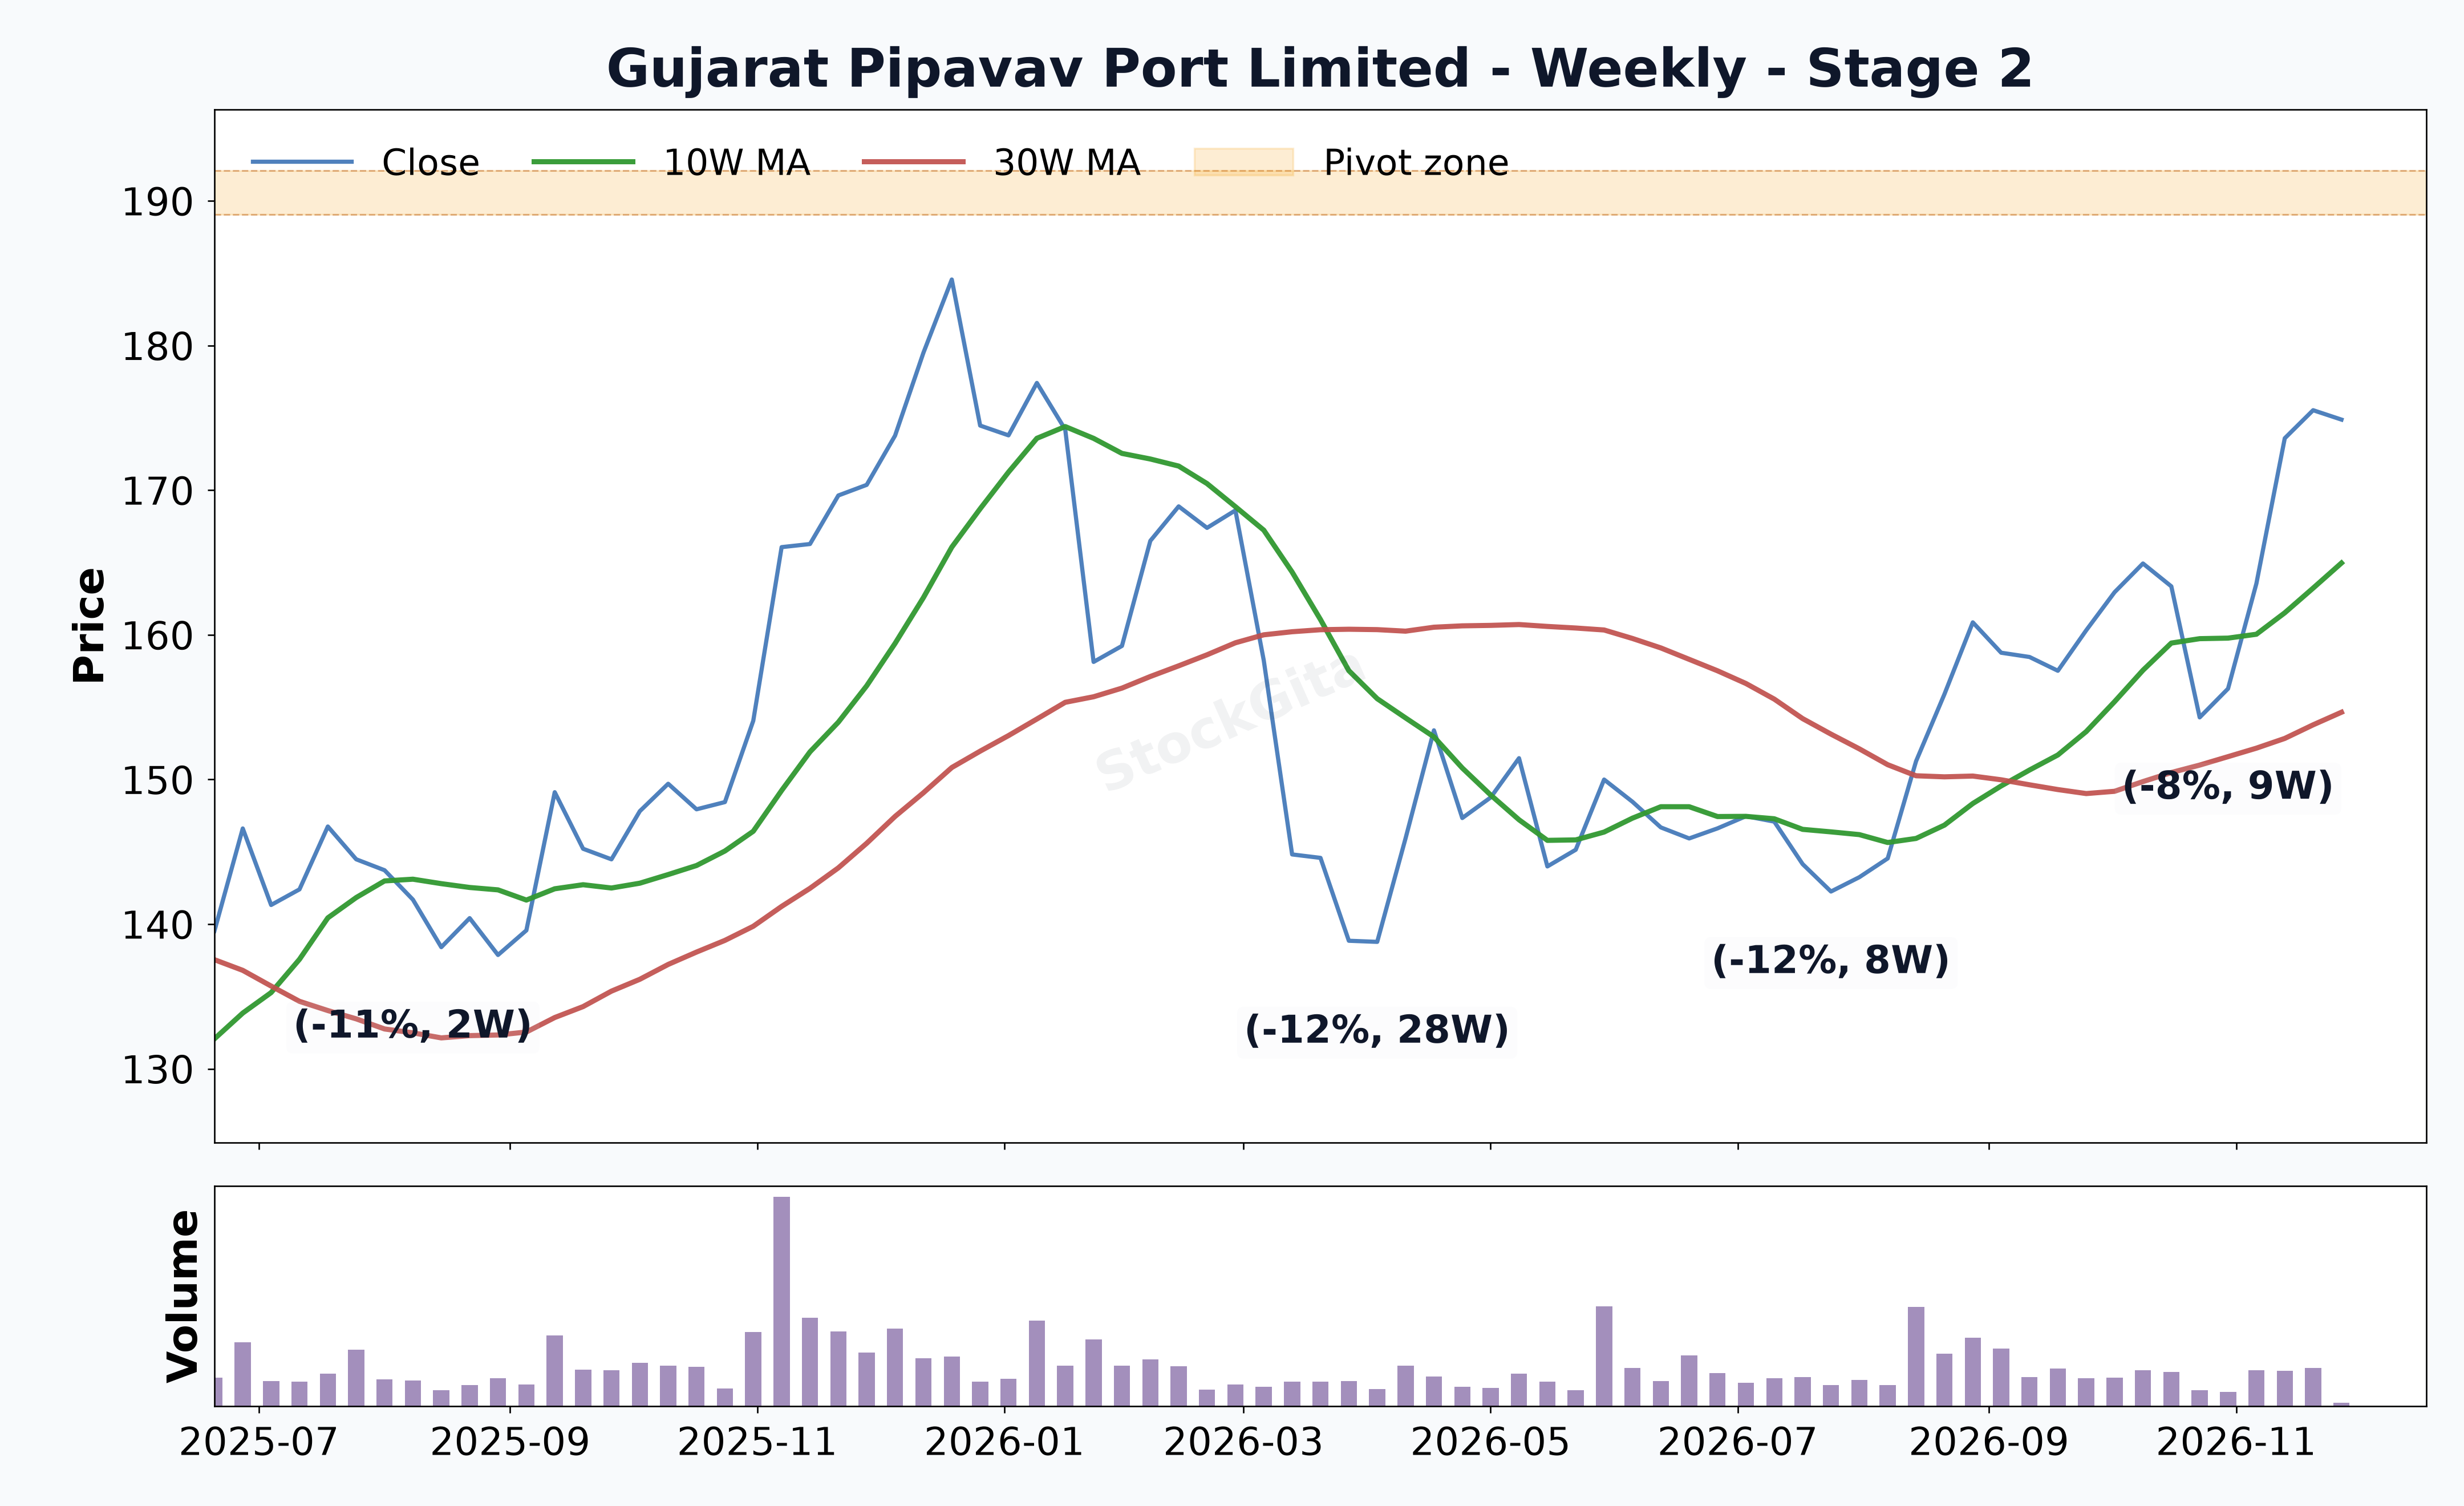 Gujarat Pipavav Port Limited - Weekly - Stage 2
Close 10W MA 30W MA Pivot zone
190
180
170
160
150
140
130
Price
StockGita
(-11%, 2W)
(-12%, 28W)
(-12%, 8W)
(-8%, 9W)
Volume
2025-07 2025-09 2025-11 2026-01 2026-03 2026-05 2026-07 2026-09 2026-11